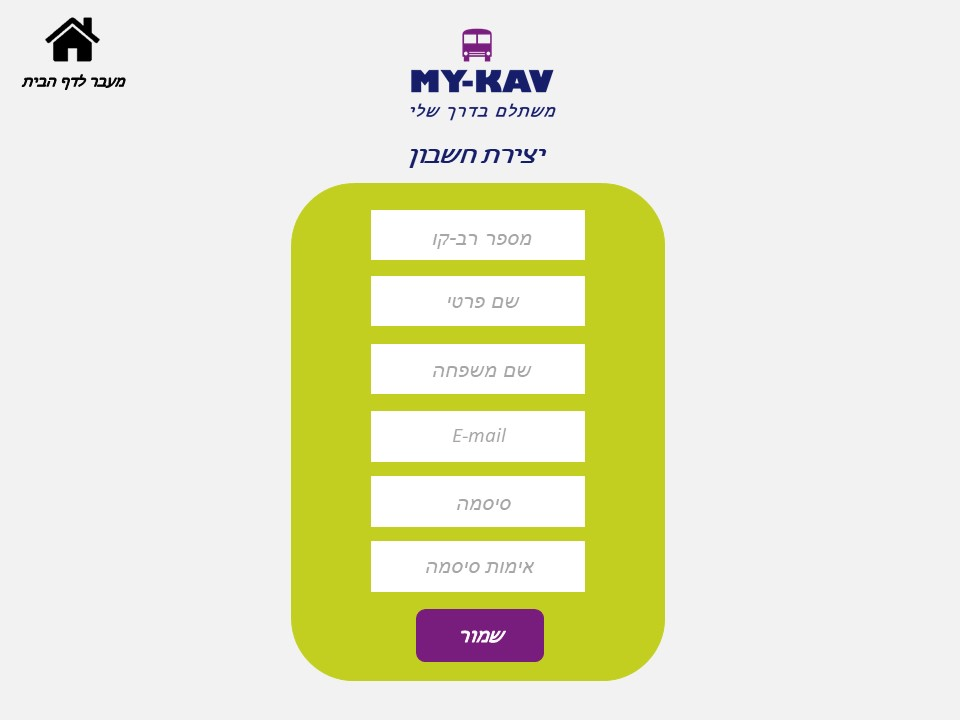 מעבר לדף הבית
MY-KAV
משתלם בדרך שלי
יצירת חשבון
מספר רב-קו
שם פרטי
שם משפחה
E-mail
סיסמה
אימות סיסמה
שמור